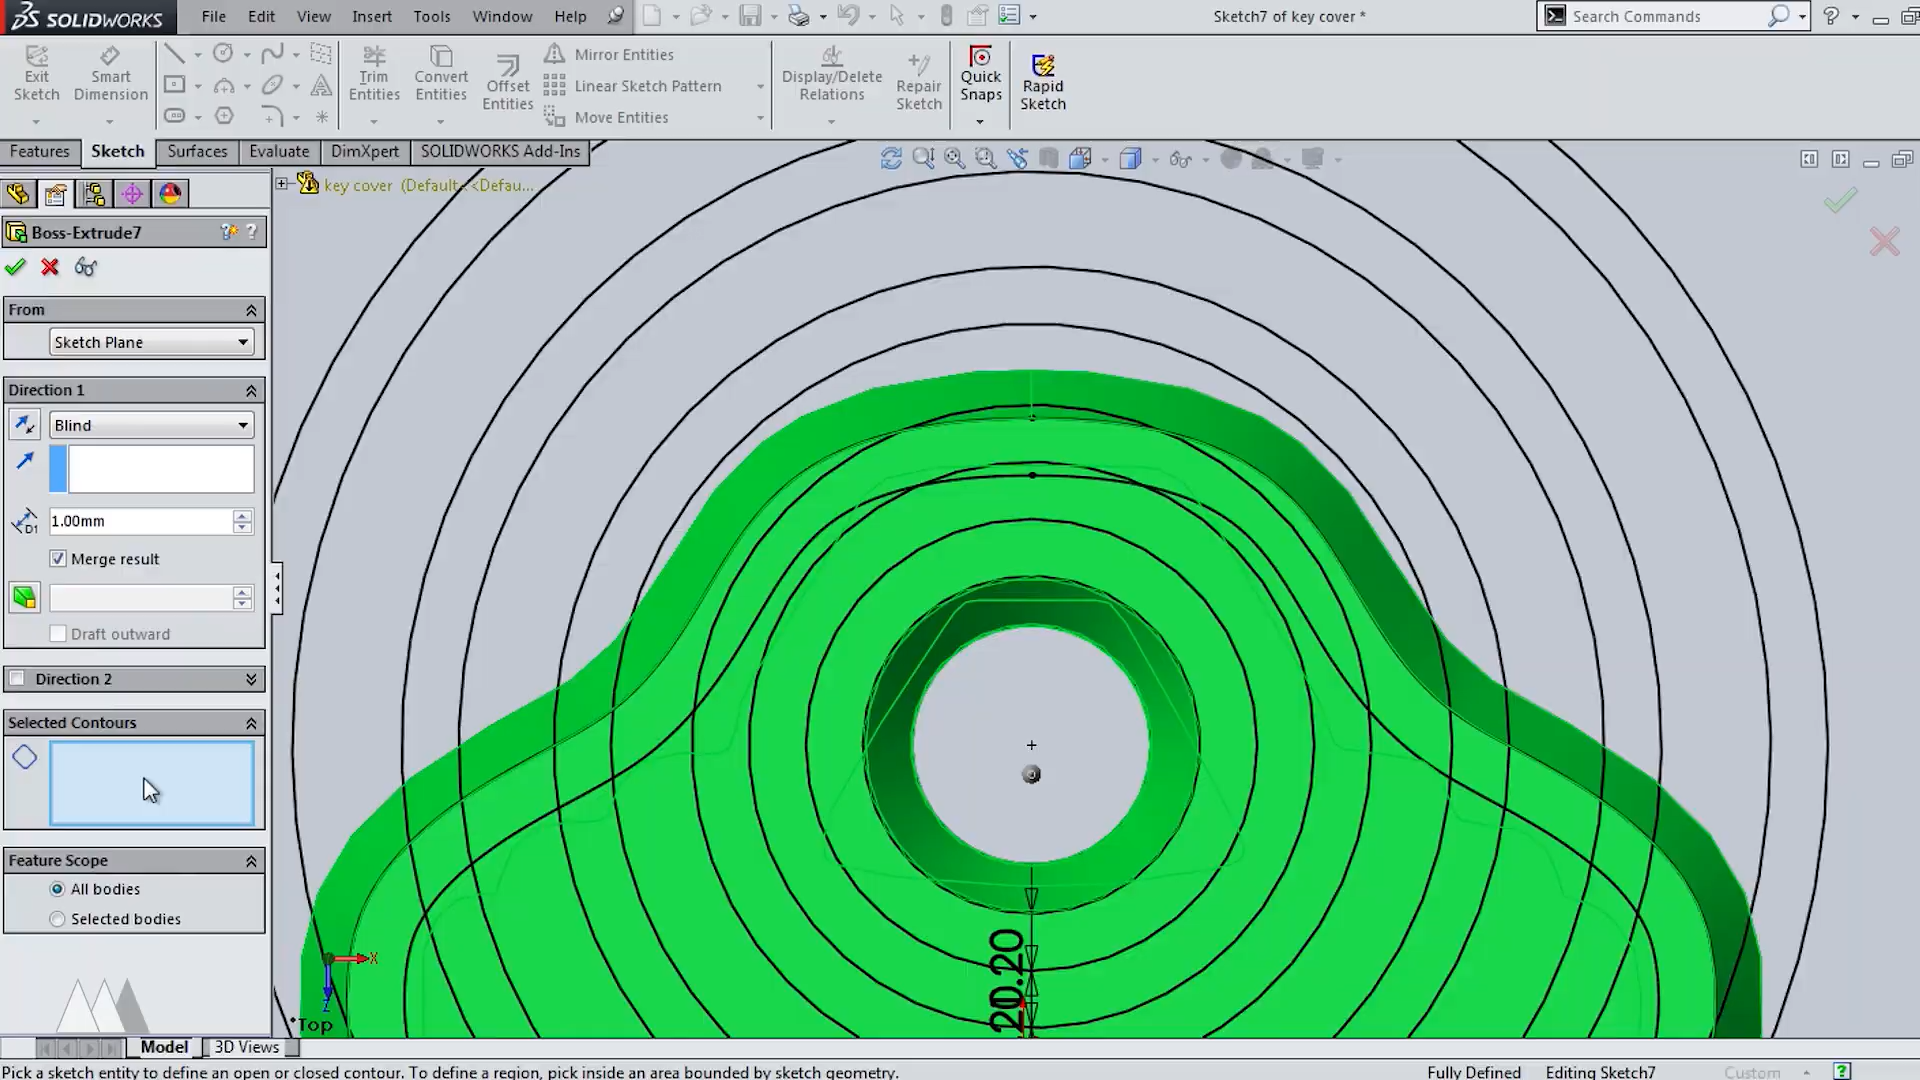 SOLIDWORKS File Edit View Insert Tools Window Help Sketch7 of key cover * Search Commands ?
Exit Sketch
Smart Dimension
Trim Entities
Convert Entities
Offset Entities
Mirror Entities
Linear Sketch Pattern
Move Entities
Display/Delete Relations
Repair Sketch
Quick Snaps
Rapid Sketch
Features Sketch Surfaces Evaluate DimXpert SOLIDWORKS Add-Ins
key cover (Default<<Defau...
Boss-Extrude7 ? ?
From
Sketch Plane
Direction 1
Blind
D1 1.00mm
Merge result
Draft outward
Direction 2
Selected Contours
Feature Scope
All bodies
Selected bodies
X
Z
*Top
20.20
Model 3D Views
Pick a sketch entity to define an open or closed contour. To define a region, pick inside an area bounded by sketch geometry. Fully Defined Editing Sketch7 Custom ?